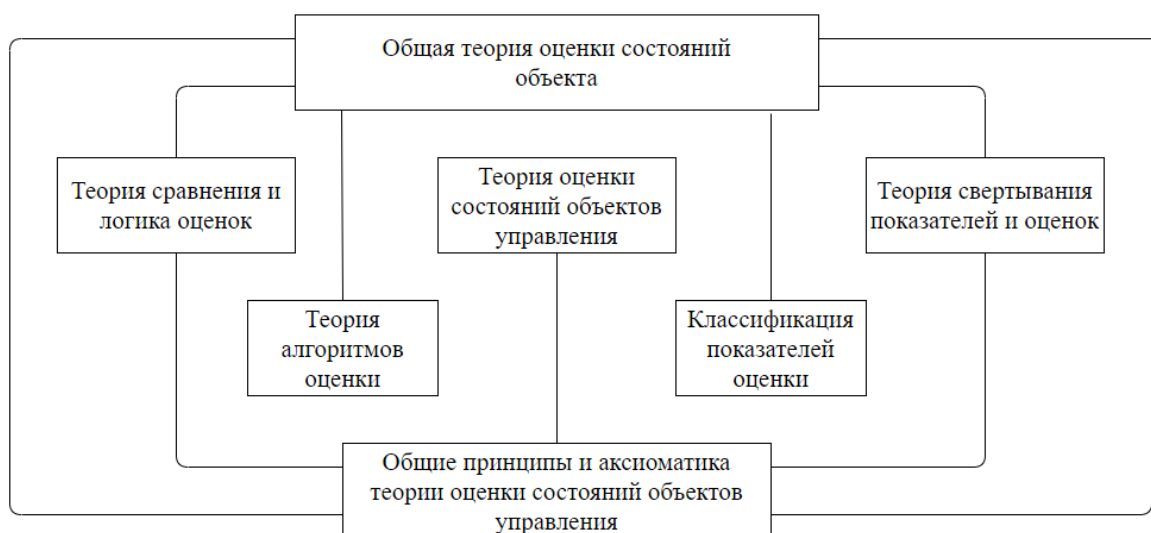 Общая теория оценки состояний
объекта
Теория сравнения и
логика оценок
Теория оценки
состояний объектов
управления
Теория свертывания
показателей и оценок
Теория
алгоритмов
оценки
Классификация
показателей
оценки
Общие принципы и аксиоматика
теории оценки состояний объектов
управления